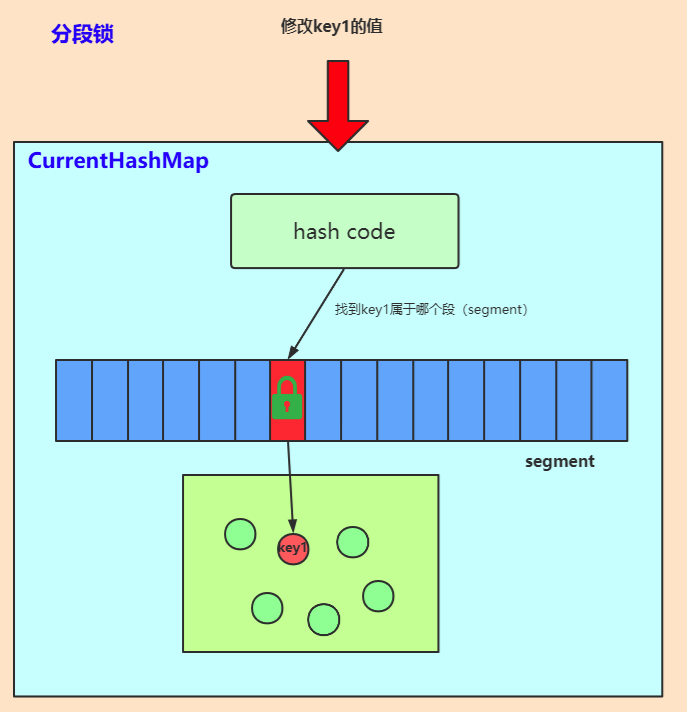 分段锁
修改key1的值
CurrentHashMap
hash code
找到key1属于哪个段（segment）
segment
key1